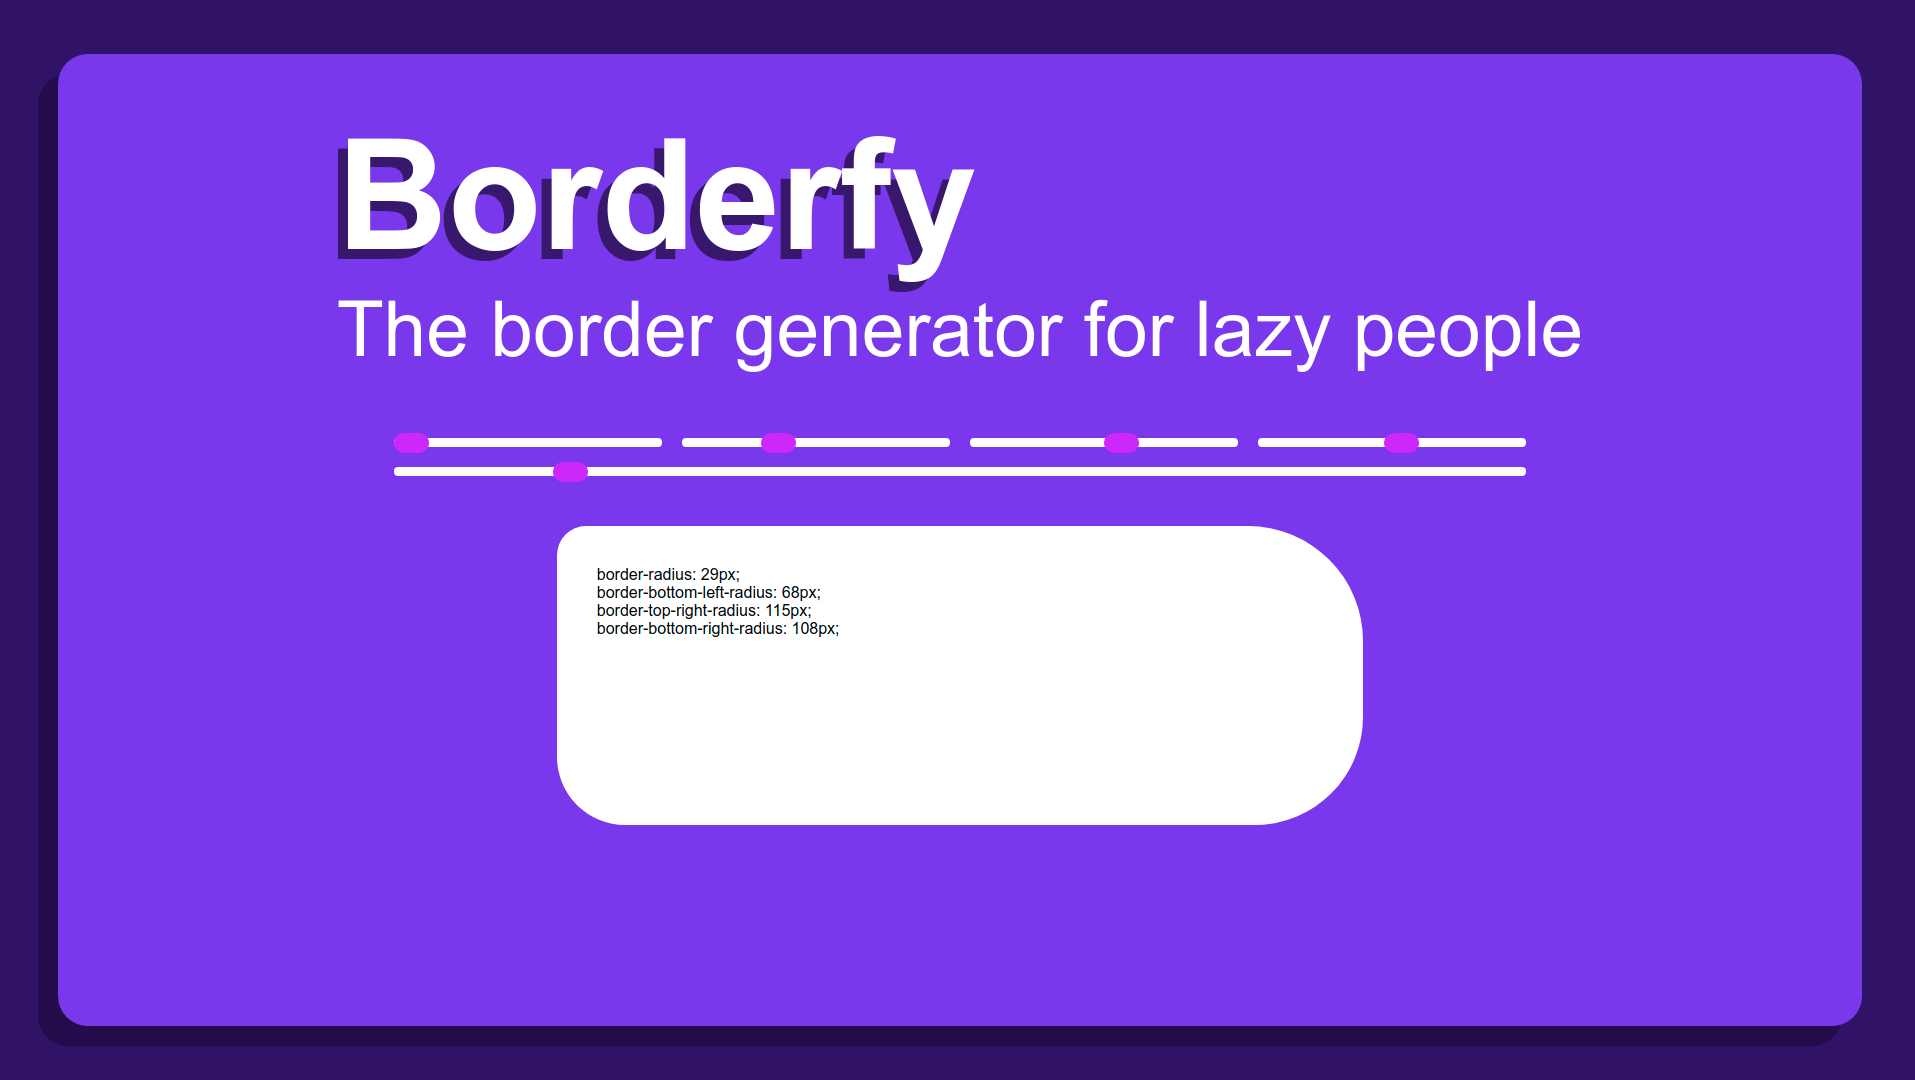 Borderfy
The border generator for lazy people
border-radius: 29px;
border-bottom-left-radius: 68px;
border-top-right-radius: 115px;
border-bottom-right-radius: 108px;